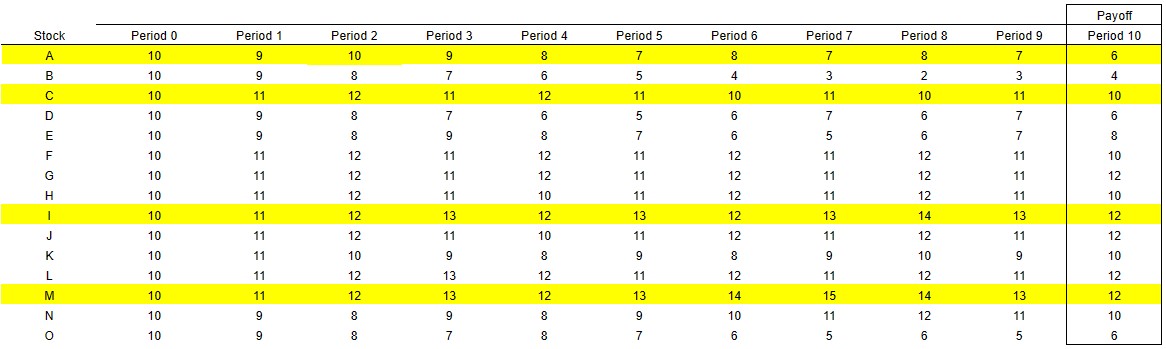 Payoff
Stock Period 0 Period 1 Period 2 Period 3 Period 4 Period 5 Period 6 Period 7 Period 8 Period 9 Period 10
A 10 9 10 9 8 7 8 7 8 7 6
B 10 9 8 7 6 5 4 3 2 3 4
C 10 11 12 11 12 11 10 11 10 11 10
D 10 9 8 7 6 5 6 7 6 7 6
E 10 9 8 9 8 7 6 5 6 7 8
F 10 11 12 11 12 11 12 11 12 11 10
G 10 11 12 11 12 11 12 11 12 11 12
H 10 11 12 11 10 11 12 11 12 11 10
I 10 11 12 13 12 13 12 13 14 13 12
J 10 11 12 11 10 11 12 11 12 11 12
K 10 11 10 9 8 9 8 9 10 9 10
L 10 11 12 13 12 11 12 11 12 11 12
M 10 11 12 13 12 13 14 15 14 13 12
N 10 9 8 9 8 9 10 11 12 11 10
O 10 9 8 7 8 7 6 5 6 5 6